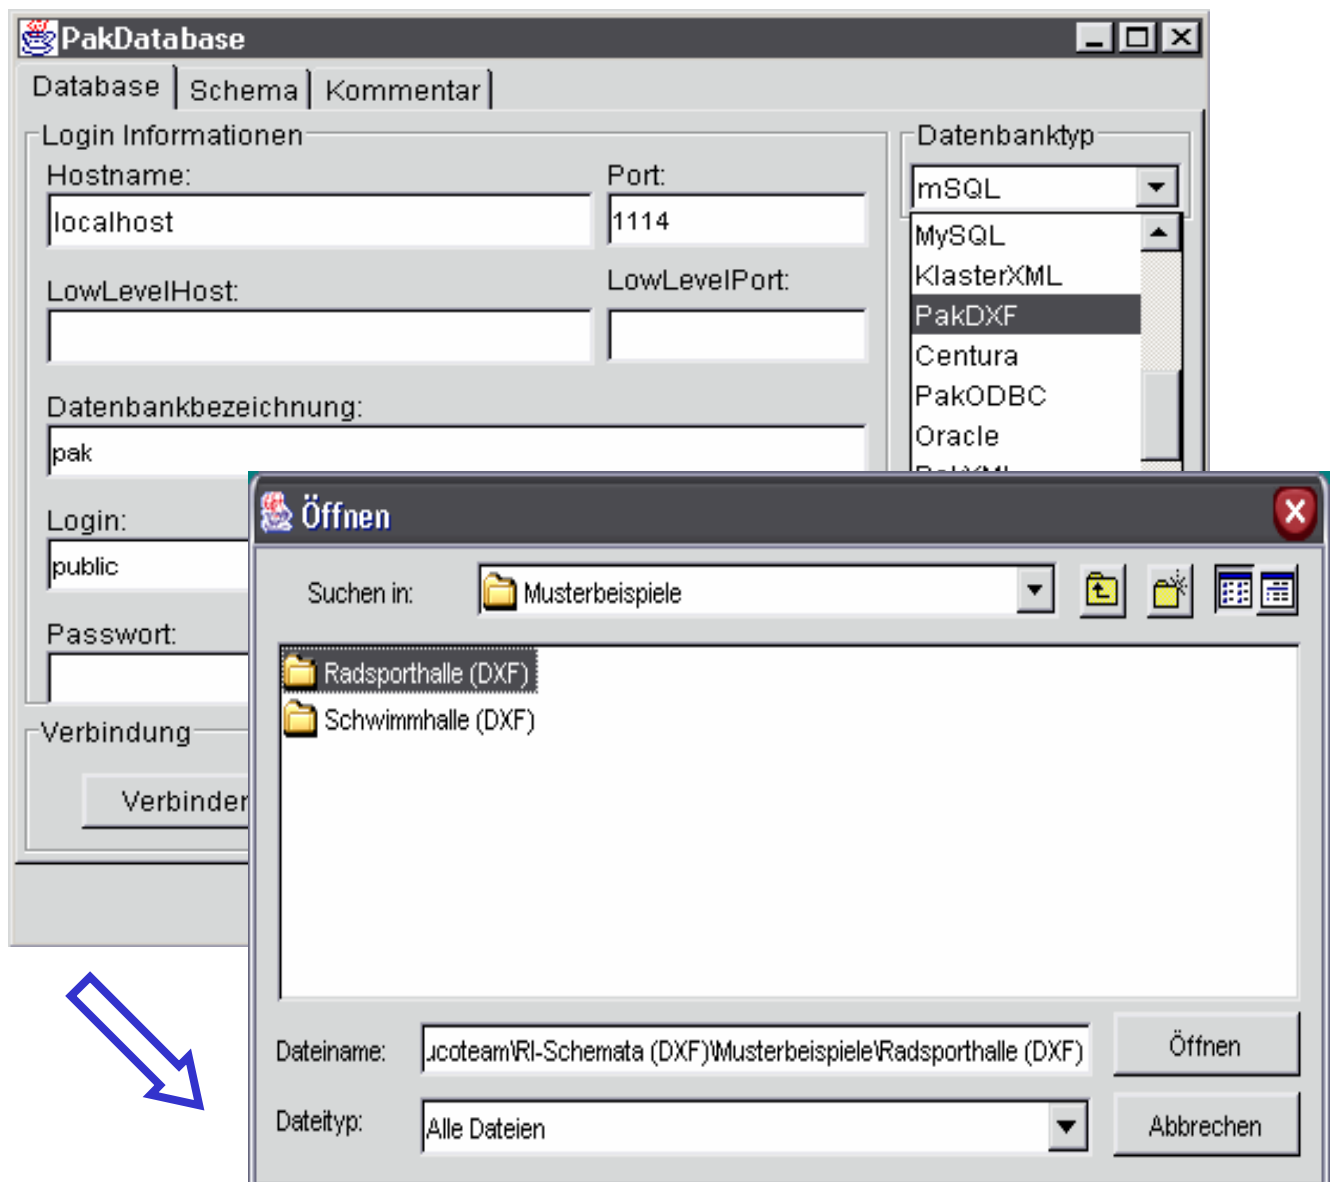 PakDatabase
Database Schema Kommentar
Login Informationen
Datenbanktyp
Hostname:
Port:
mSQL
localhost
1114
MySQL
KlasterXML
PakDXF
Centura
PakODBC
Oracle
LowLevelHost:
LowLevelPort:
Datenbankbezeichnung:
pak
Login:
public
Passwort:
Verbindung
Verbinder
Öffnen
Suchen in:
Musterbeispiele
Radsporthalle (DXF)
Schwimmhalle (DXF)
Dateiname:
ucoteam\RI-Schemata (DXF)\Musterbeispiele\Radsporthalle (DXF)
Öffnen
Dateityp:
Alle Dateien
Abbrechen